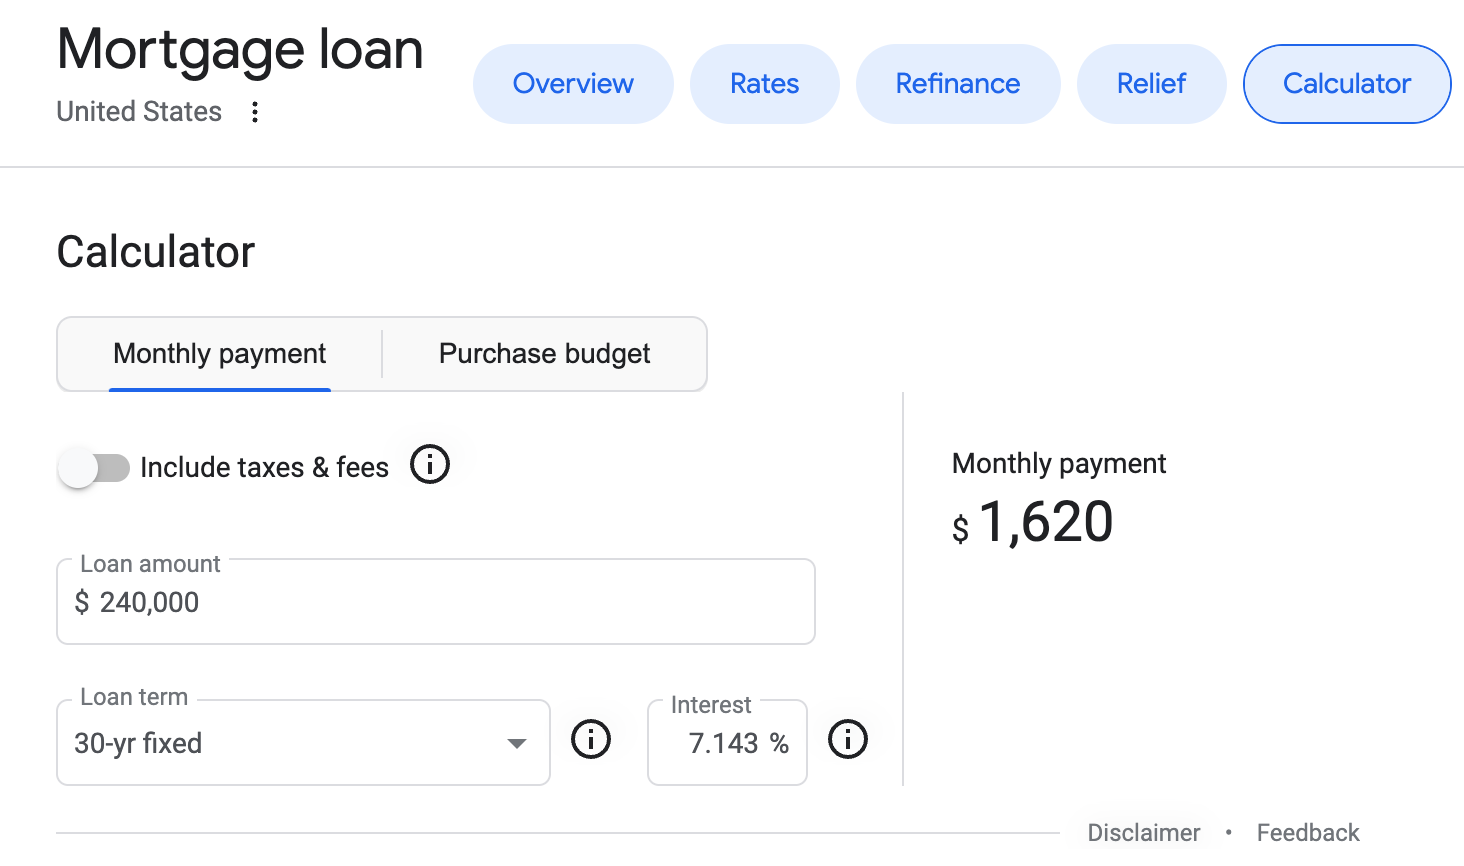 Mortgage loan
United States
Overview Rates Refinance Relief Calculator
Calculator
Monthly payment Purchase budget
Include taxes & fees
Loan amount
$ 240,000
Loan term
30-yr fixed
Interest
7.143 %
Monthly payment
$ 1,620
Disclaimer • Feedback